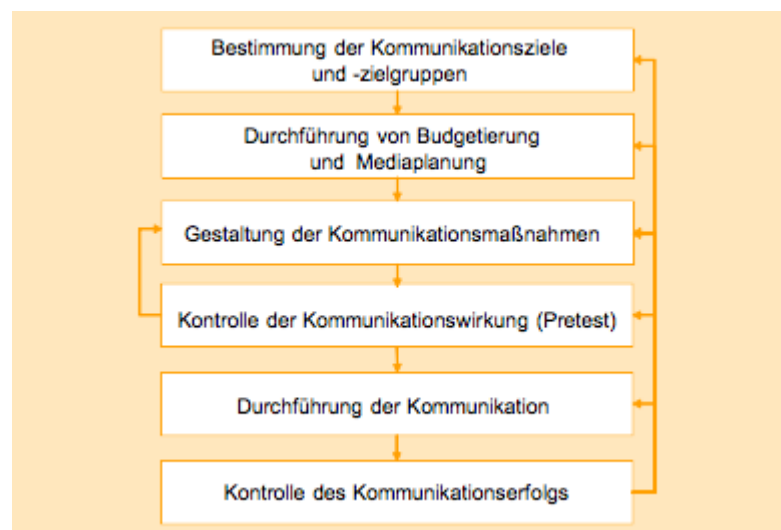 Bestimmung der Kommunikationsziele
und -zielgruppen
Durchführung von Budgetierung
und Mediaplanung
Gestaltung der Kommunikationsmaßnahmen
Kontrolle der Kommunikationswirkung (Pretest)
Durchführung der Kommunikation
Kontrolle des Kommunikationserfolgs